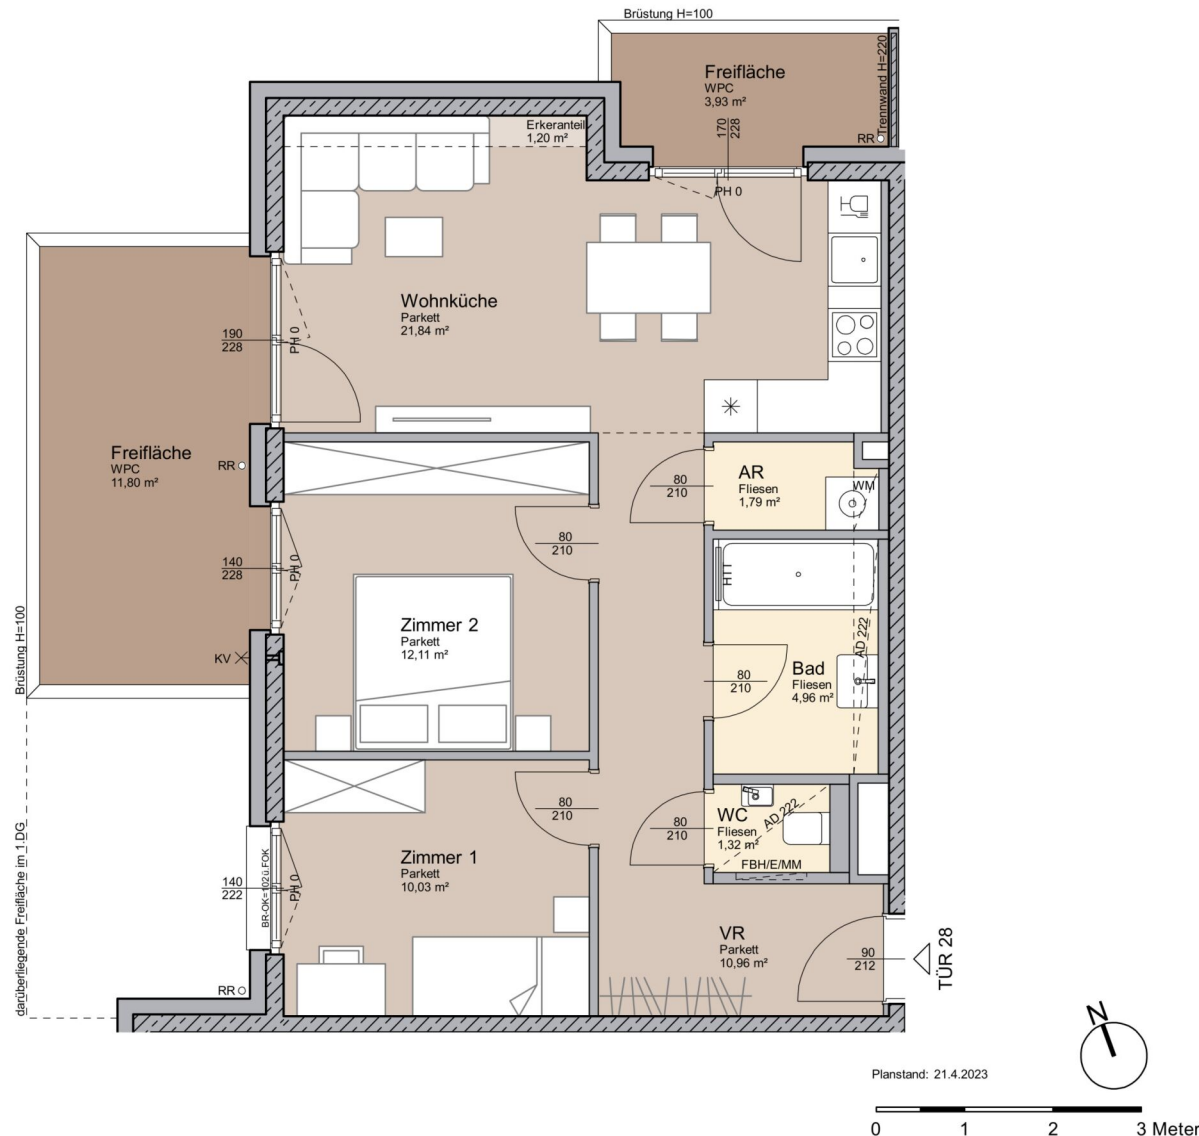 Brüstung H=100
Freifläche
WPC
3,93 m²
Trennwand H=220
RR
170
228
PH 0
Erkeranteil
1,20 m²
Wohnküche
Parkett
21,84 m²
190
228
PH 0
Freifläche
WPC
11,80 m²
RR
AR
Fliesen
1,79 m²
WM
80
210
80
210
140
228
PH 0
HTT
Zimmer 2
Parkett
12,11 m²
AD 222
Bad
Fliesen
4,96 m²
80
210
KV
Brüstung H=100
80
210
80
210
WC
Fliesen
1,32 m²
AD 222
FBH/E/MM
Zimmer 1
Parkett
10,03 m²
140
222
BR-OK=102 ü.FOK
PH 0
darüberliegende Freifläche im 1.DG
RR
VR
Parkett
10,96 m²
90
212
TÜR 28
N
Planstand: 21.4.2023
0 1 2 3 Meter